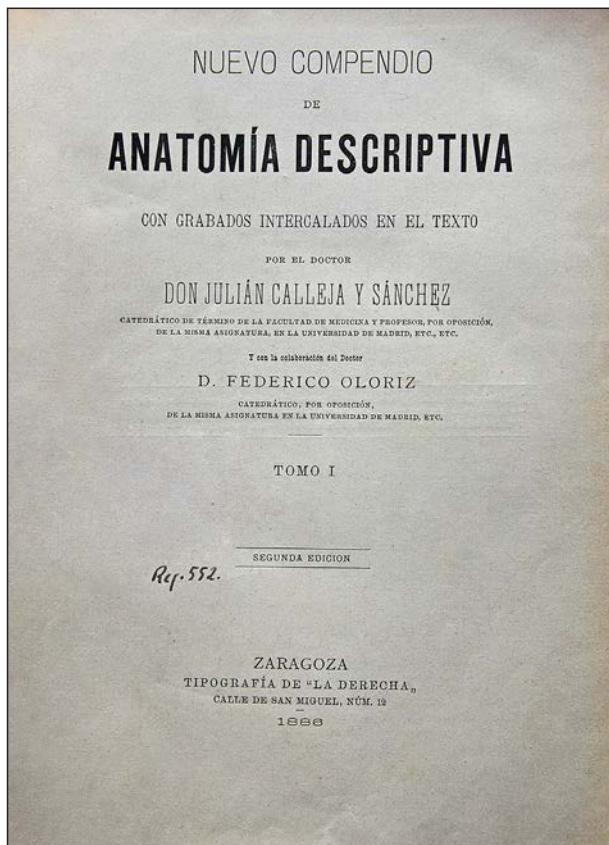 NUEVO COMPENDIO
DE
ANATOMÍA DESCRIPTIVA
CON GRABADOS INTERCALADOS EN EL TEXTO
POR EL DOCTOR
DON JULIÁN CALLEJA Y SÁNCHEZ
CATEDRÁTICO DE TÉRMINO DE LA FACULTAD DE MEDICINA Y PROFESOR, POR OPOSICIÓN,
DE LA MISMA ASIGNATURA, EN LA UNIVERSIDAD DE MADRID, ETC., ETC.
Y con la colaboración del Doctor
D. FEDERICO OLORIZ
CATEDRÁTICO, POR OPOSICIÓN,
DE LA MISMA ASIGNATURA EN LA UNIVERSIDAD DE MADRID, ETC.
TOMO I
SEGUNDA EDICION
Reg. 552.
ZARAGOZA
TIPOGRAFÍA DE “LA DERECHA„
CALLE DE SAN MIGUEL, NÚM. 12
1886